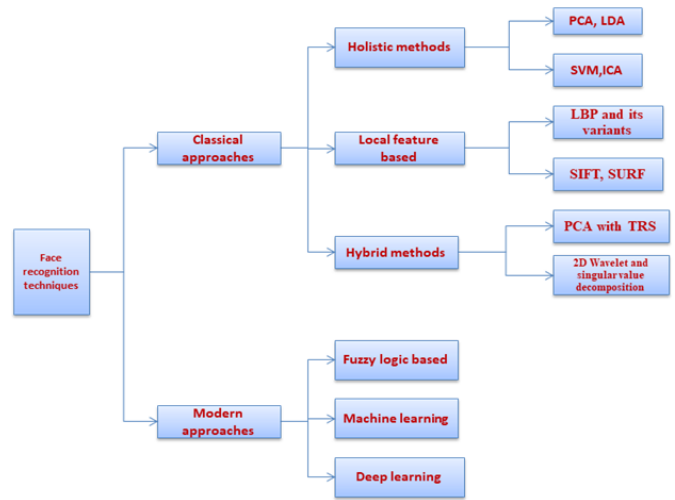 Face
recognition
techniques
Classical
approaches
Holistic methods
PCA, LDA
SVM,ICA
Local feature
based
LBP and its
variants
SIFT, SURF
Hybrid methods
PCA with TRS
2D Wavelet and
singular value
decomposition
Modern
approaches
Fuzzy logic based
Machine learning
Deep learning